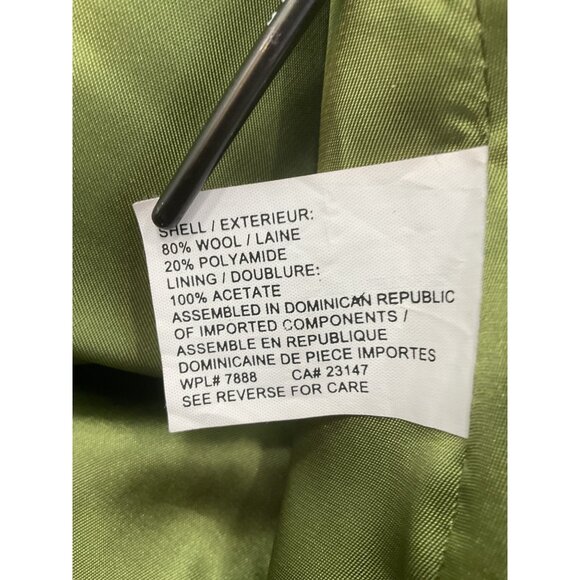 SHELL / EXTERIEUR:
80% WOOL / LAINE
20% POLYAMIDE
LINING / DOUBLURE:
100% ACETATE
ASSEMBLED IN DOMINICAN REPUBLIC
OF IMPORTED COMPONENTS /
ASSEMBLE EN REPUBLIQUE
DOMINICAINE DE PIECE IMPORTES
WPL# 7888 CA# 23147
SEE REVERSE FOR CARE